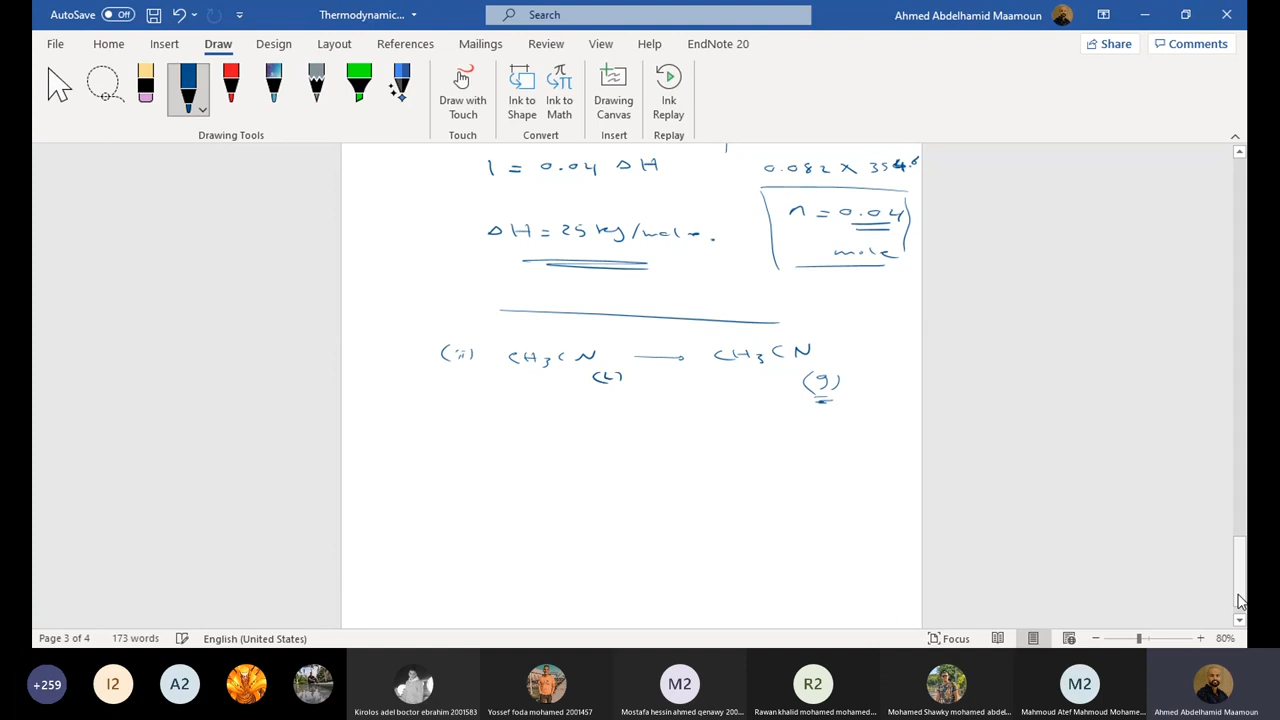 AutoSave Off Thermodynamic... Search Ahmed Abdelhamid Maamoun
File Home Insert Draw Design Layout References Mailings Review View Help EndNote 20 Share Comments
Draw with Touch Ink to Shape Ink to Math Drawing Canvas Ink Replay
Drawing Tools Touch Convert Insert Replay
1 = 0.04 ΔH
0.082 × 354.6
n = 0.04
mole
ΔH = 25 kJ/mole.
(ii) CH3CN (L) → CH3CN (g)
Page 3 of 4 173 words English (United States) Focus 80%
+259 I2 A2 M2 R2 M2
Kirolos adel boctor ebrahim 2001583 Yossef foda mohamed 2001457 Mostafa hessin ahmed qenawy 200... Rawan khalid mohamed mohamed... Mohamed Shawky mohamed abdel... Mahmoud Atef Mahmoud Mohame... Ahmed Abdelhamid Maamoun